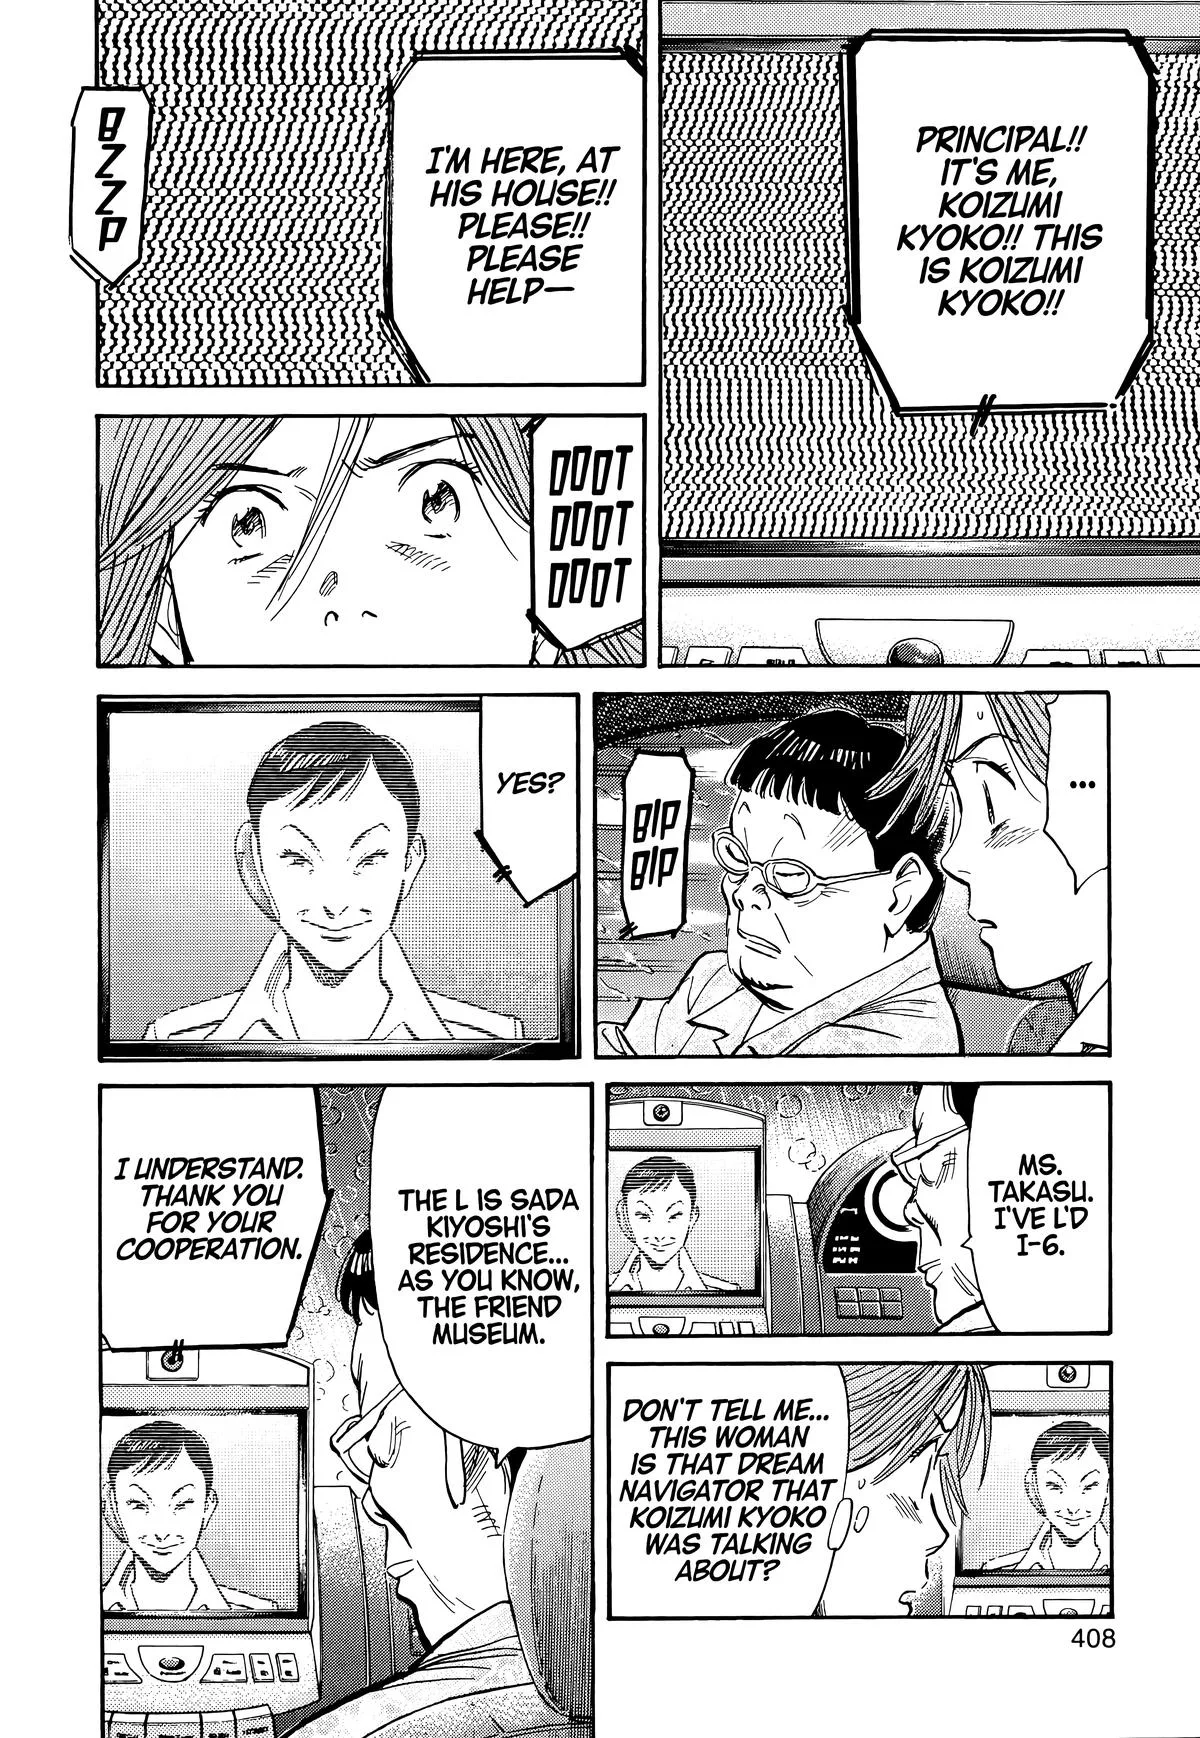 PRINCIPAL!!
IT'S ME,
KOIZUMI
KYOKO!! THIS
IS KOIZUMI
KYOKO!!
I'M HERE, AT
HIS HOUSE!!
PLEASE!!
PLEASE
HELP—
BZZP
DOOT
DOOT
DOOT
...
BIP
BIP
YES?
MS.
TAKASU.
I'VE L'D
I-6.
DON'T TELL ME...
THIS WOMAN
IS THAT DREAM
NAVIGATOR THAT
KOIZUMI KYOKO
WAS TALKING
ABOUT?
THE L IS SADA
KIYOSHI'S
RESIDENCE...
AS YOU KNOW,
THE FRIEND
MUSEUM.
I UNDERSTAND.
THANK YOU
FOR YOUR
COOPERATION.
408